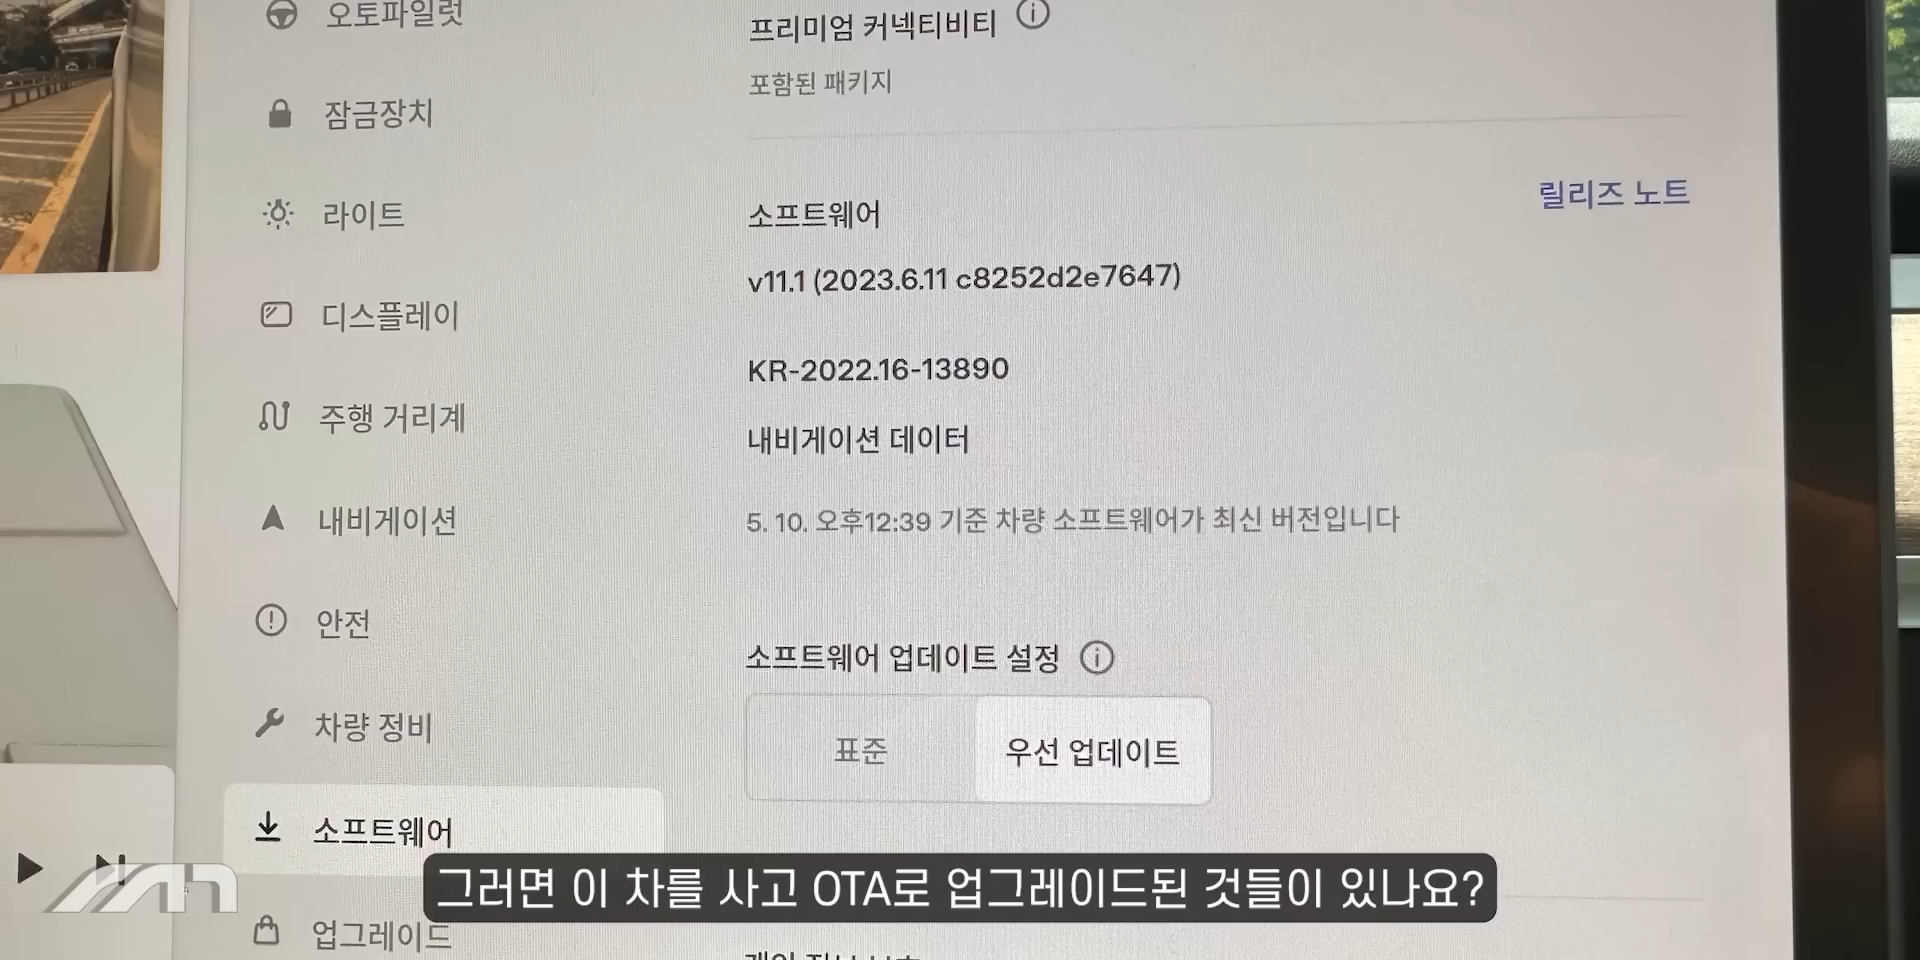 오토파일럿
잠금장치
라이트
디스플레이
주행 거리계
내비게이션
안전
차량 정비
소프트웨어
업그레이드
프리미엄 커넥티비티
포함된 패키지
소프트웨어
릴리즈 노트
v11.1 (2023.6.11 c8252d2e7647)
KR-2022.16-13890
내비게이션 데이터
5. 10. 오후12:39 기준 차량 소프트웨어가 최신 버전입니다
소프트웨어 업데이트 설정
표준
우선 업데이트
그러면 이 차를 사고 OTA로 업그레이드된 것들이 있나요?